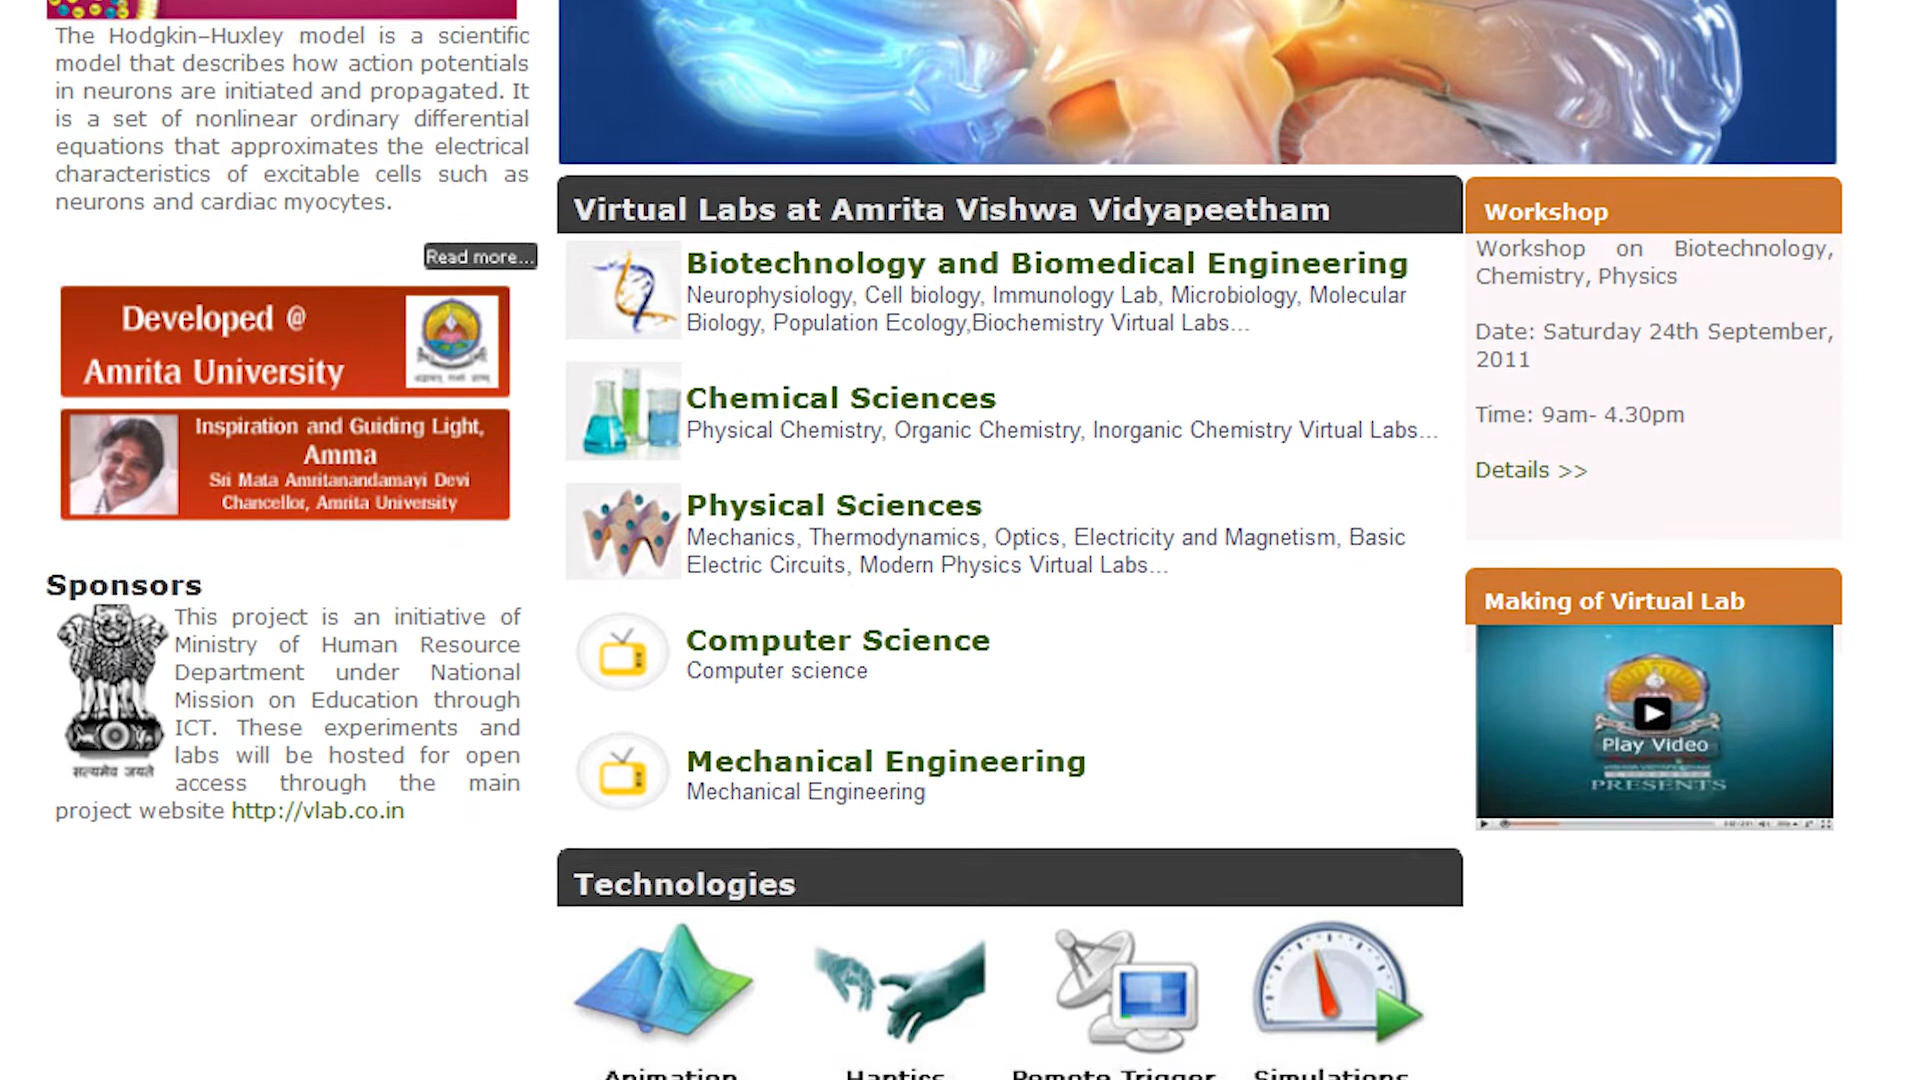 The Hodgkin–Huxley model is a scientific
model that describes how action potentials
in neurons are initiated and propagated. It
is a set of nonlinear ordinary differential
equations that approximates the electrical
characteristics of excitable cells such as
neurons and cardiac myocytes.
Read more...
Developed @
Amrita University
Inspiration and Guiding Light,
Amma
Sri Mata Amritanandamayi Devi
Chancellor, Amrita University
Sponsors
This project is an initiative of
Ministry of Human Resource
Department under National
Mission on Education through
ICT. These experiments and
labs will be hosted for open
access through the main
project website http://vlab.co.in
सत्यमेव जयते
Virtual Labs at Amrita Vishwa Vidyapeetham
Biotechnology and Biomedical Engineering
Neurophysiology, Cell biology, Immunology Lab, Microbiology, Molecular
Biology, Population Ecology,Biochemistry Virtual Labs...
Chemical Sciences
Physical Chemistry, Organic Chemistry, Inorganic Chemistry Virtual Labs...
Physical Sciences
Mechanics, Thermodynamics, Optics, Electricity and Magnetism, Basic
Electric Circuits, Modern Physics Virtual Labs...
Computer Science
Computer science
Mechanical Engineering
Mechanical Engineering
Technologies
Animation Haptics Remote Trigger Simulations
Workshop
Workshop on Biotechnology,
Chemistry, Physics
Date: Saturday 24th September,
2011
Time: 9am- 4.30pm
Details >>
Making of Virtual Lab
Play Video
PRESENTS